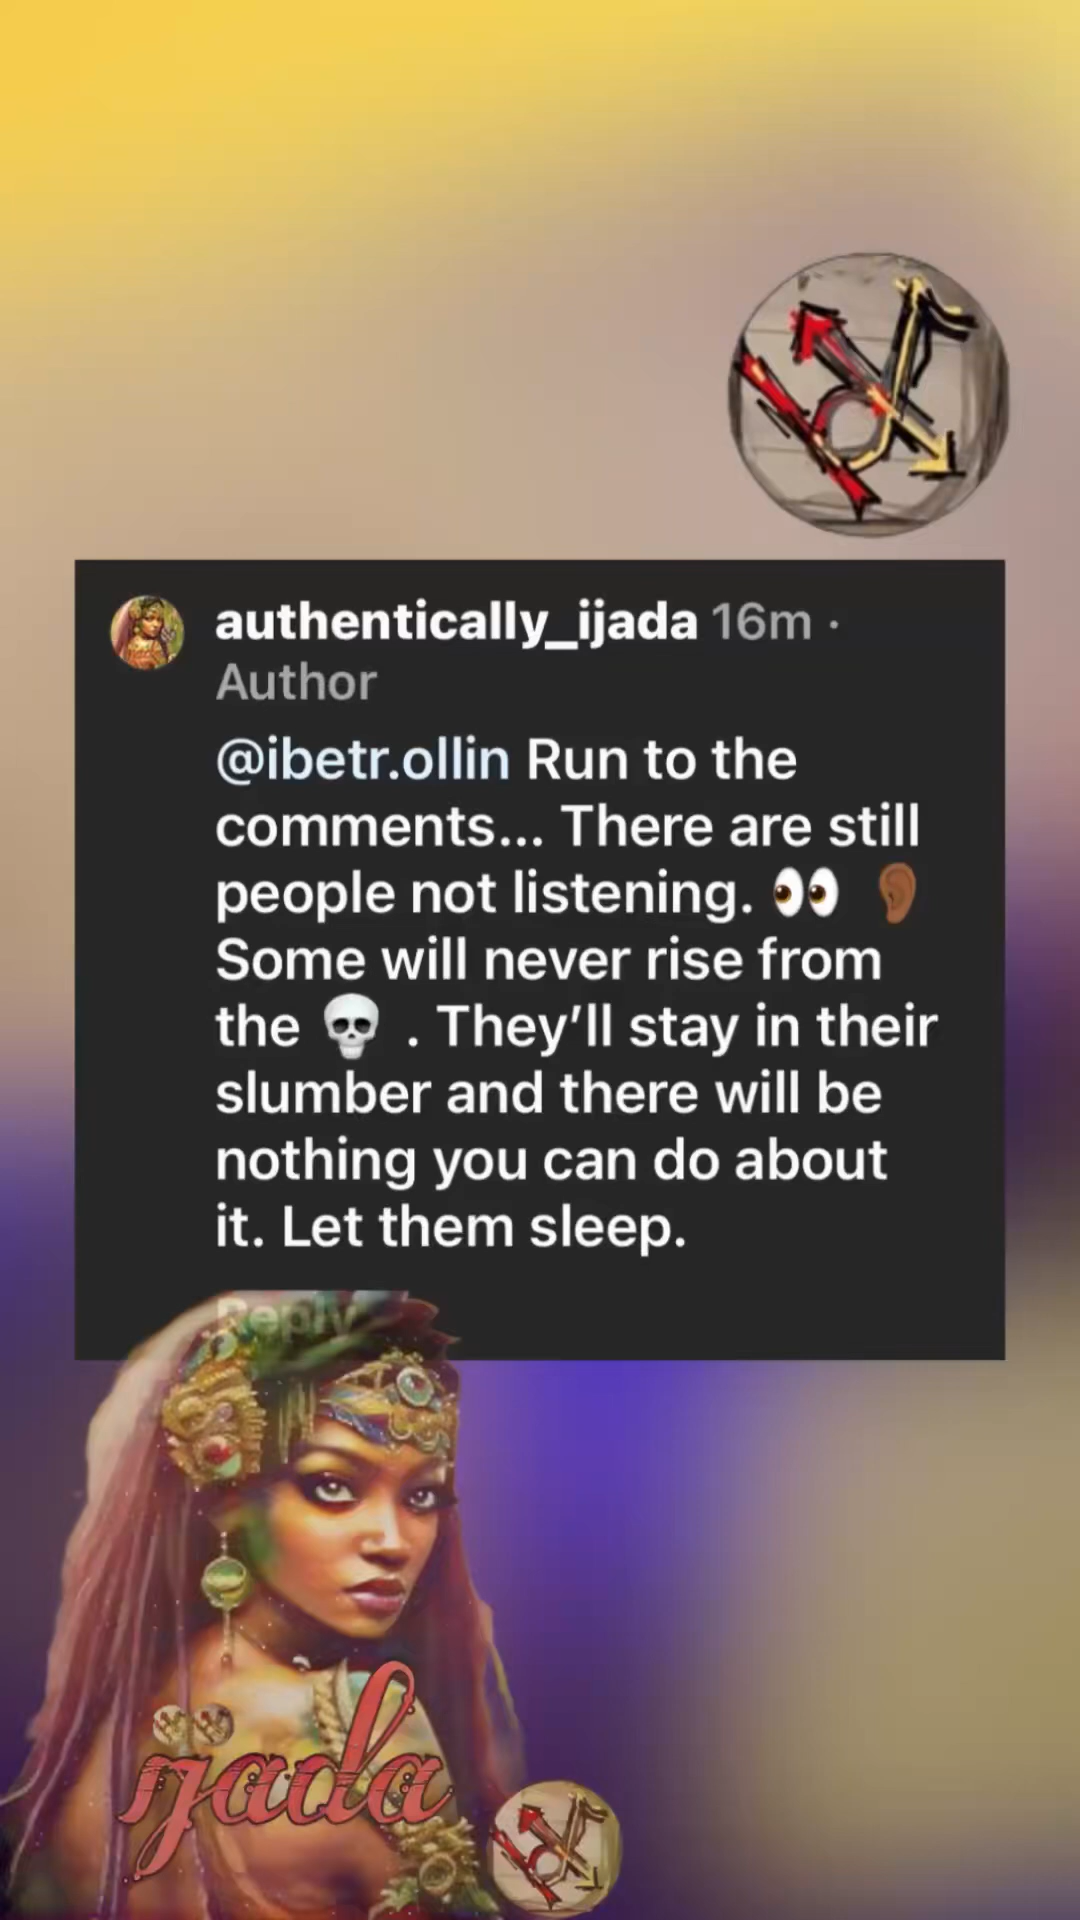 authentically_ijada 16m ·
Author
@ibetr.ollin Run to the
comments... There are still
people not listening. 👀 👂🏾
Some will never rise from
the 💀 . They’ll stay in their
slumber and there will be
nothing you can do about
it. Let them sleep.
Reply
ijada